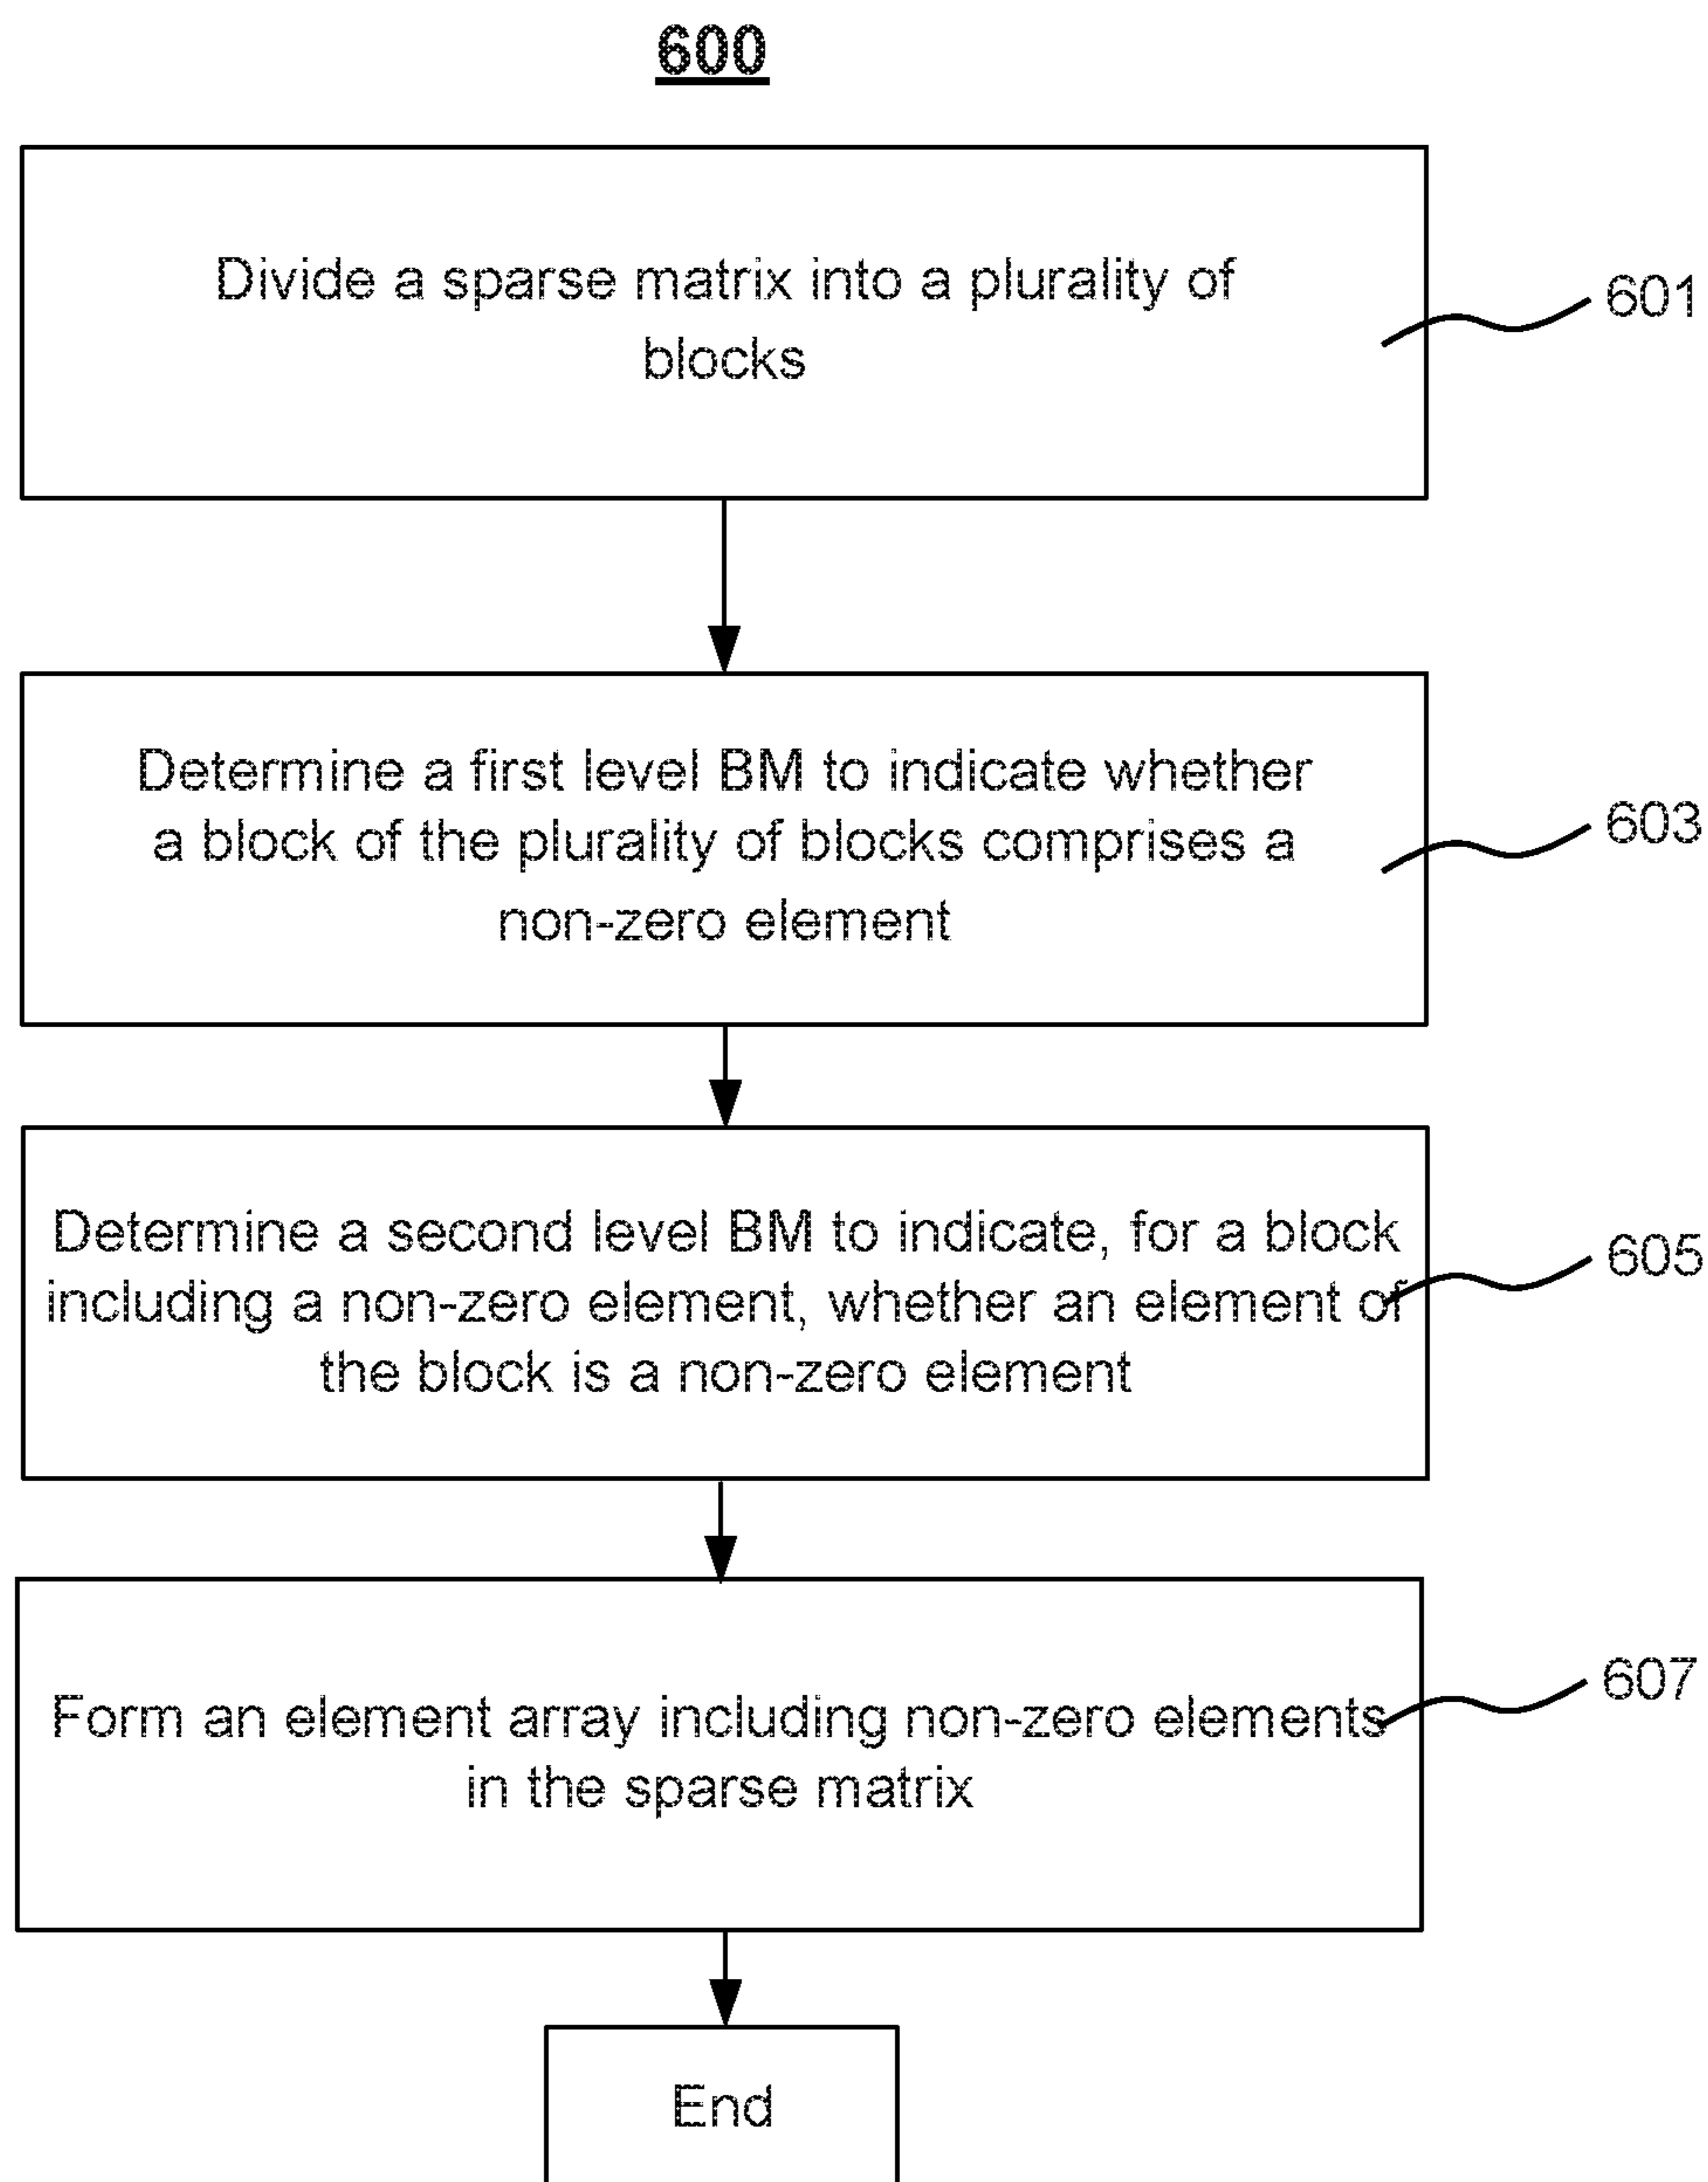 600
Divide a sparse matrix into a plurality of
blocks
601
Determine a first level BM to indicate whether
a block of the plurality of blocks comprises a
non-zero element
603
Determine a second level BM to indicate, for a block
including a non-zero element, whether an element of
the block is a non-zero element
605
Form an element array including non-zero elements
in the sparse matrix
607
End